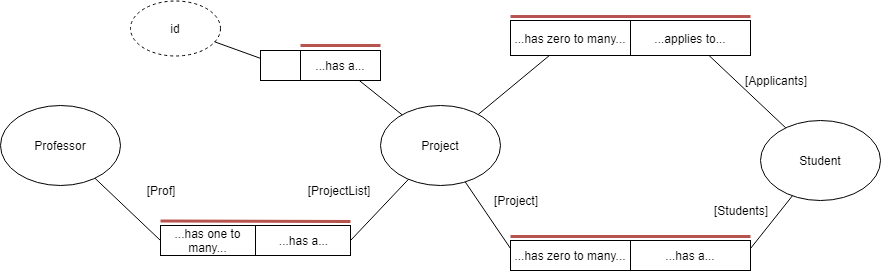 id
...has a...
...has zero to many...
...applies to...
[Applicants]
Professor
Project
Student
[Prof]
[ProjectList]
[Project]
[Students]
...has one to
many...
...has a...
...has zero to many...
...has a...